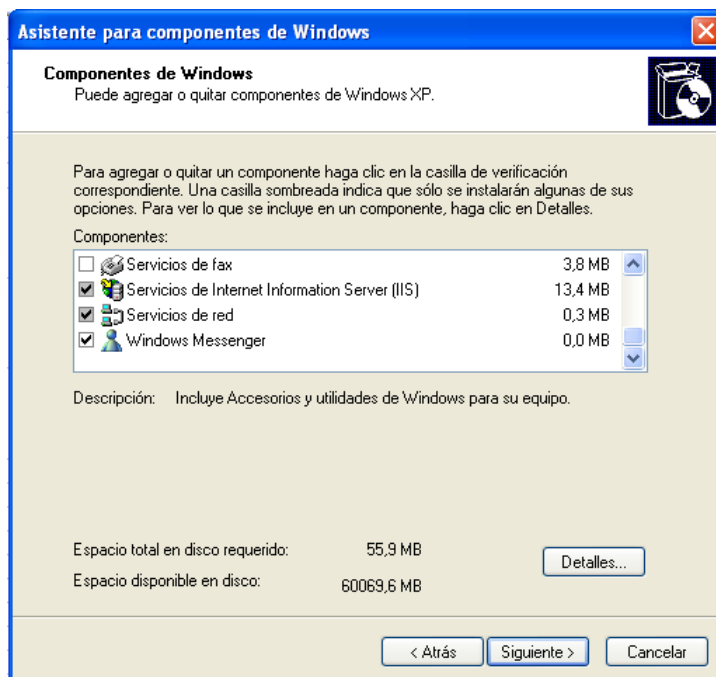 Asistente para componentes de Windows
Componentes de Windows
Puede agregar o quitar componentes de Windows XP.
Para agregar o quitar un componente haga clic en la casilla de verificación
correspondiente. Una casilla sombreada indica que sólo se instalarán algunas de sus
opciones. Para ver lo que se incluye en un componente, haga clic en Detalles.
Componentes:
Servicios de fax 3,8 MB
Servicios de Internet Information Server (IIS) 13,4 MB
Servicios de red 0,3 MB
Windows Messenger 0,0 MB
Descripción: Incluye Accesorios y utilidades de Windows para su equipo.
Espacio total en disco requerido: 55,9 MB
Espacio disponible en disco: 60069,6 MB
Detalles...
< Atrás Siguiente > Cancelar